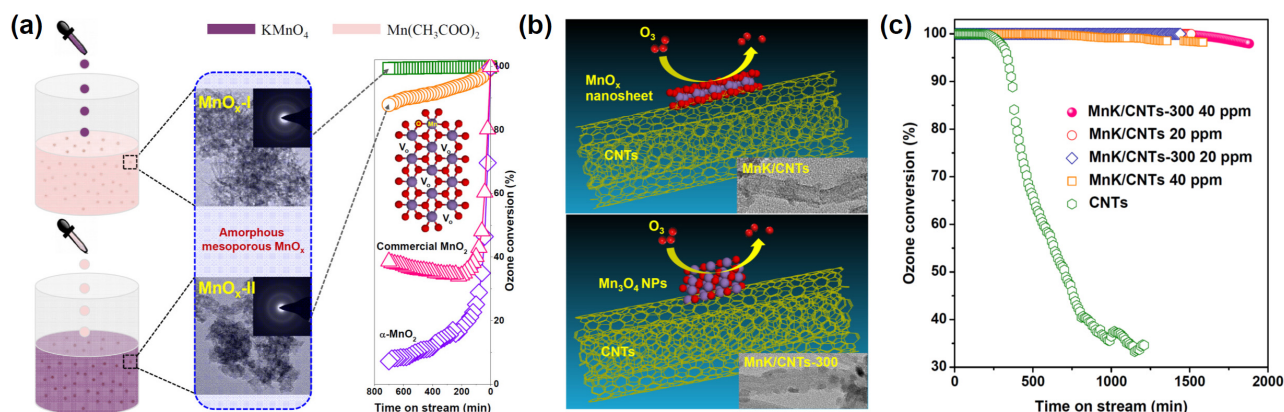 (a)
KMnO4
Mn(CH3COO)2
MnOx-I
Amorphous
mesoporous MnOx
MnOx-II
Mn
Vo
Vo
Vo
Vo
Commercial MnO2
α-MnO2
100
80
60
40
20
0
Ozone conversion (%)
800 600 400 200 0
Time on stream (min)
(b)
O3
MnOx
nanosheet
CNTs
MnK/CNTs
O3
Mn3O4 NPs
CNTs
MnK/CNTs-300
(c)
100
90
80
70
60
50
40
30
Ozone conversion (%)
MnK/CNTs-300 40 ppm
MnK/CNTs 20 ppm
MnK/CNTs-300 20 ppm
MnK/CNTs 40 ppm
CNTs
0 500 1000 1500 2000
Time on stream (min)